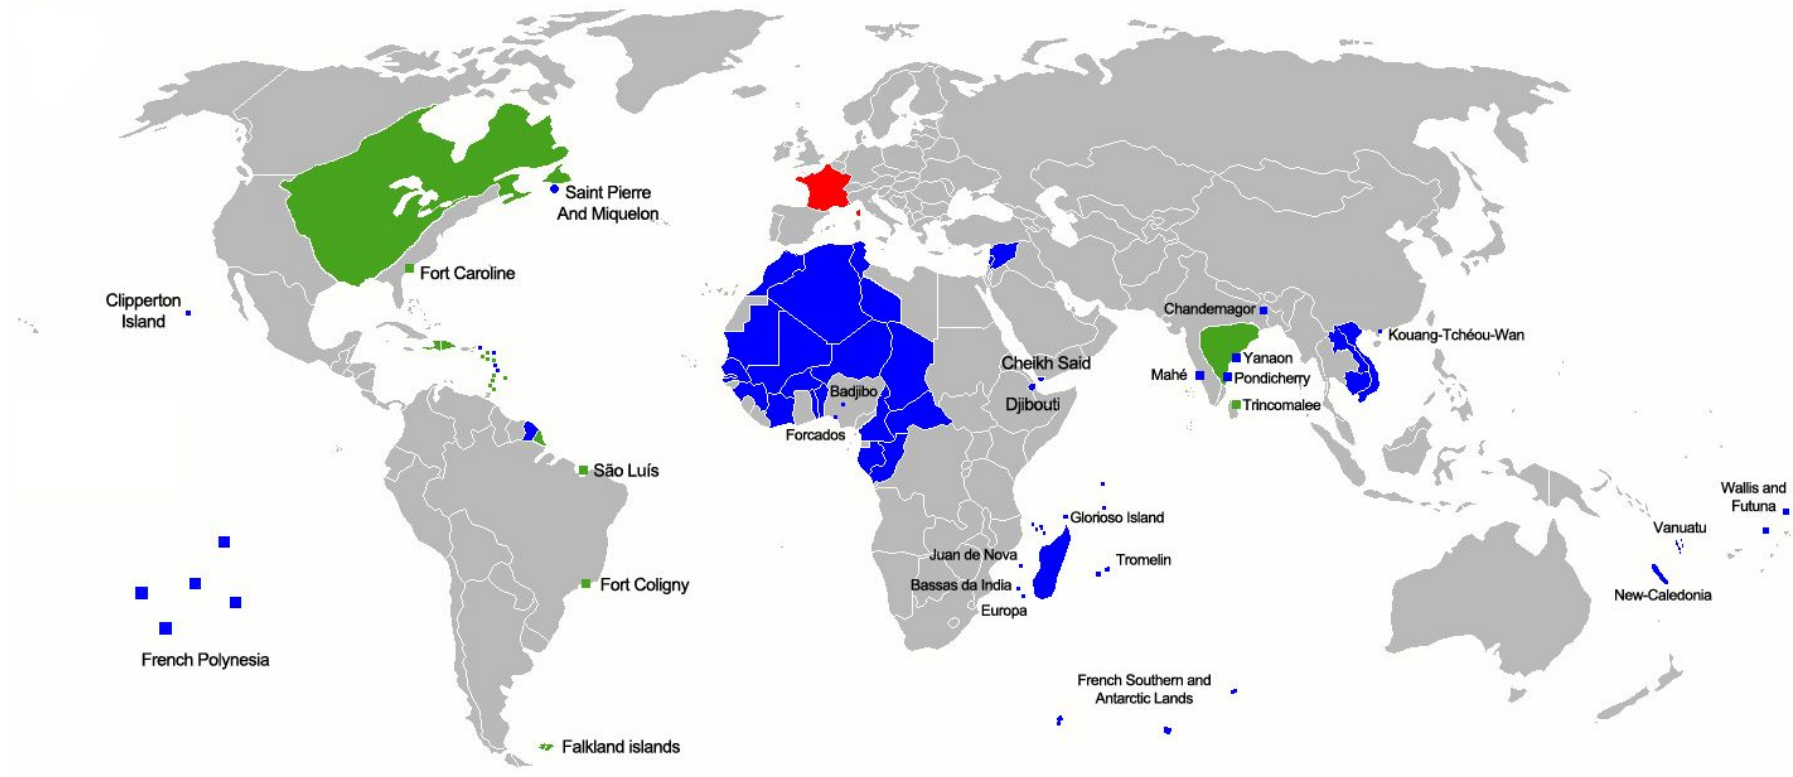 Saint Pierre
And Miquelon
Fort Caroline
Clipperton
Island
Chandernagor
Kouang-Tchéou-Wan
Yanaon
Cheikh Said
Mahé
Pondicherry
Badjibo
Djibouti
Trincomalee
Forcados
São Luís
Wallis and
Futuna
Glorioso Island
Vanuatu
Juan de Nova
Tromelin
Bassas da India
Fort Coligny
New-Caledonia
Europa
French Polynesia
French Southern and
Antarctic Lands
Falkland islands